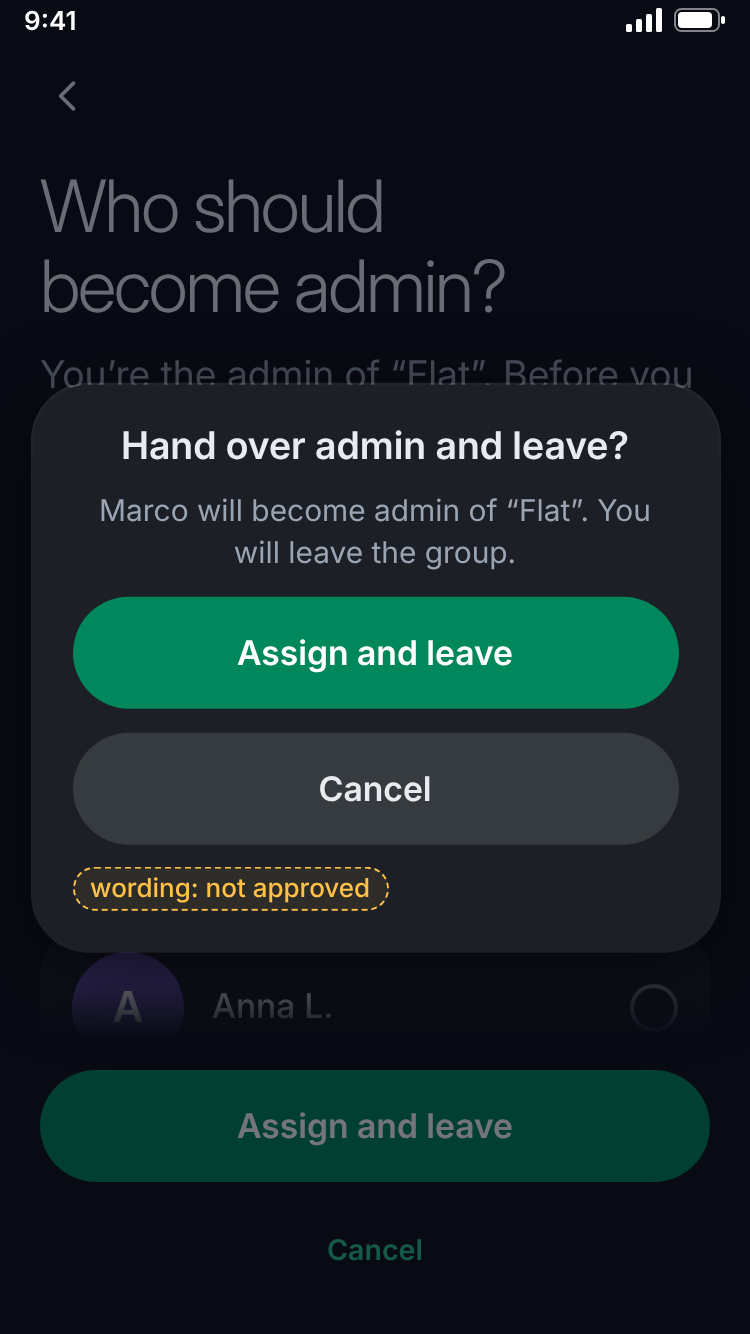 9:41
Who should
become admin?
You’re the admin of “Flat”. Before you
Hand over admin and leave?
Marco will become admin of “Flat”. You
will leave the group.
Assign and leave
Cancel
wording: not approved
A
Anna L.
Assign and leave
Cancel